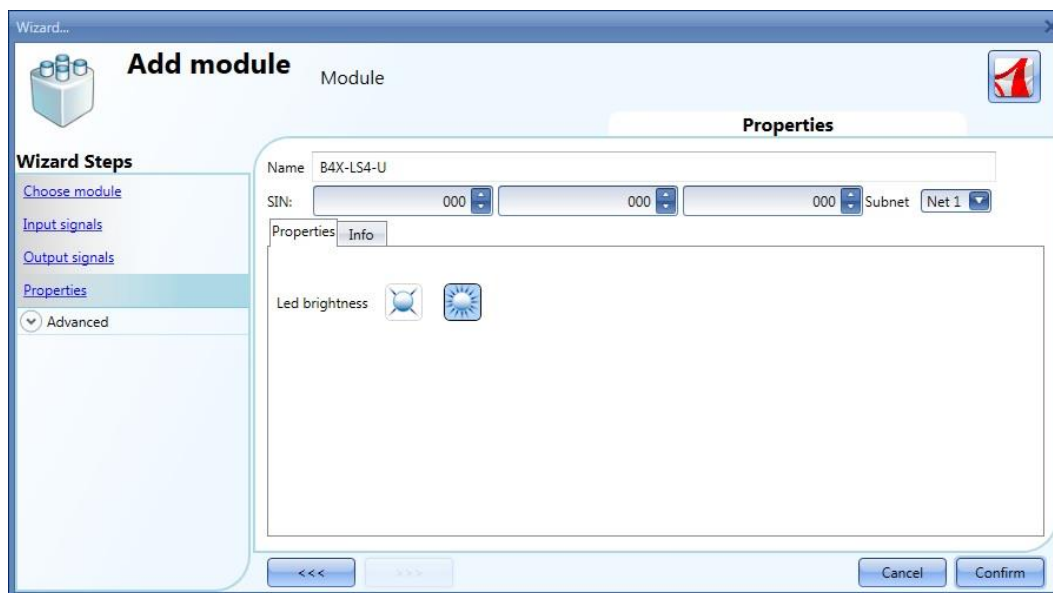 Wizard...
Add module
Module
Properties
Wizard Steps
Choose module
Input signals
Output signals
Properties
Advanced
Name B4X-LS4-U
SIN: 000 000 000 Subnet Net 1
Properties Info
Led brightness
<<< >>> Cancel Confirm